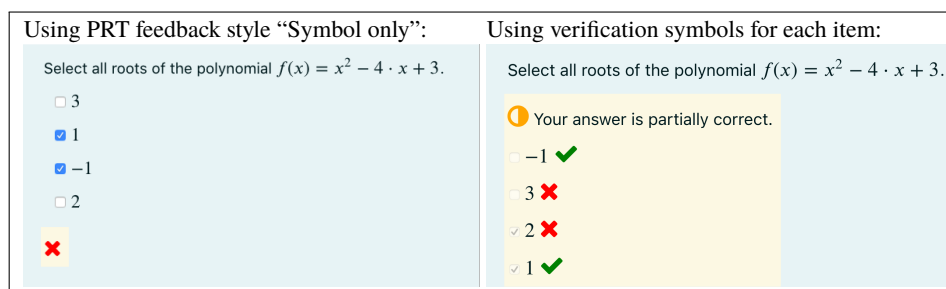 Using PRT feedback style “Symbol only”:
Select all roots of the polynomial f(x) = x² − 4 · x + 3.
3
1
−1
2
Using verification symbols for each item:
Select all roots of the polynomial f(x) = x² − 4 · x + 3.
Your answer is partially correct.
−1
3
2
1